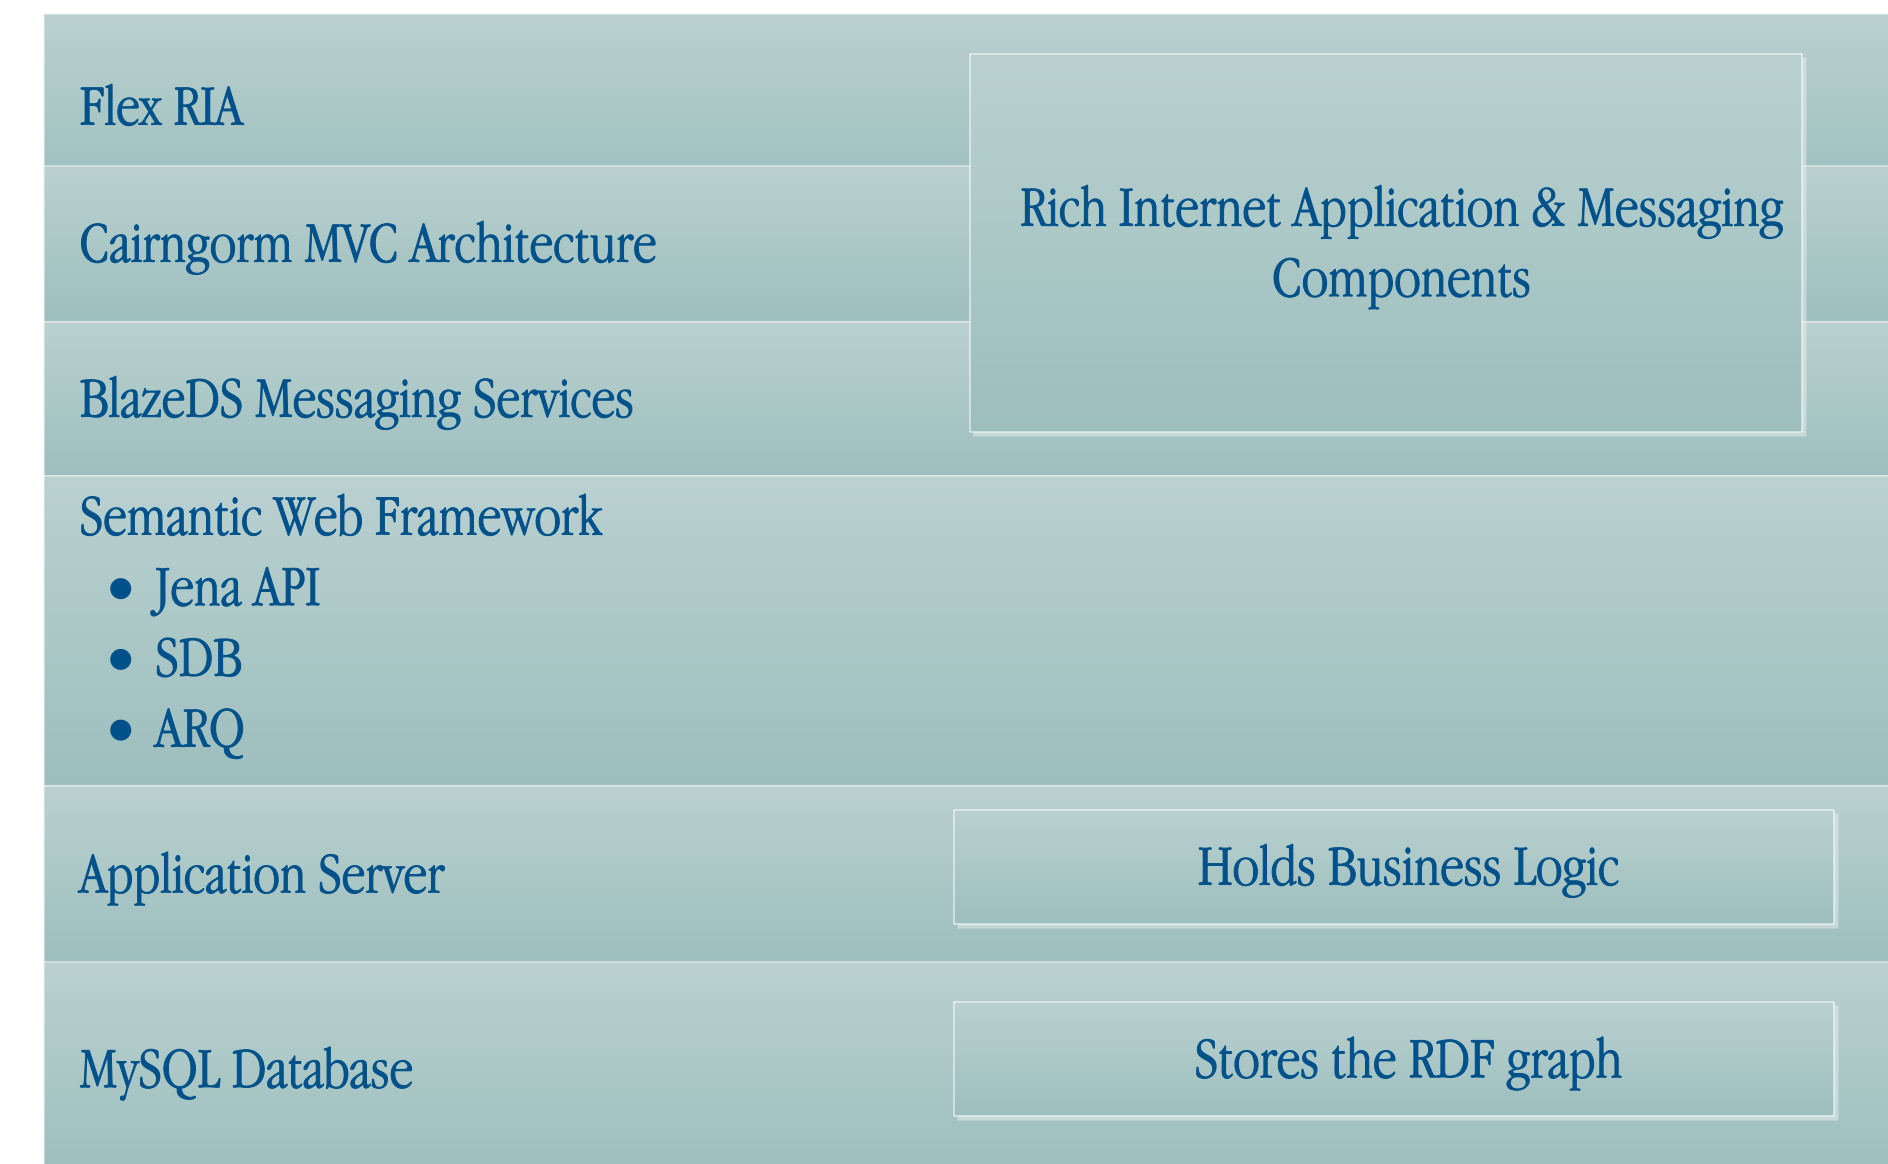 Flex RIA
Cairngorm MVC Architecture
BlazeDS Messaging Services
Rich Internet Application & Messaging
Components
Semantic Web Framework
• Jena API
• SDB
• ARQ
Application Server
Holds Business Logic
MySQL Database
Stores the RDF graph